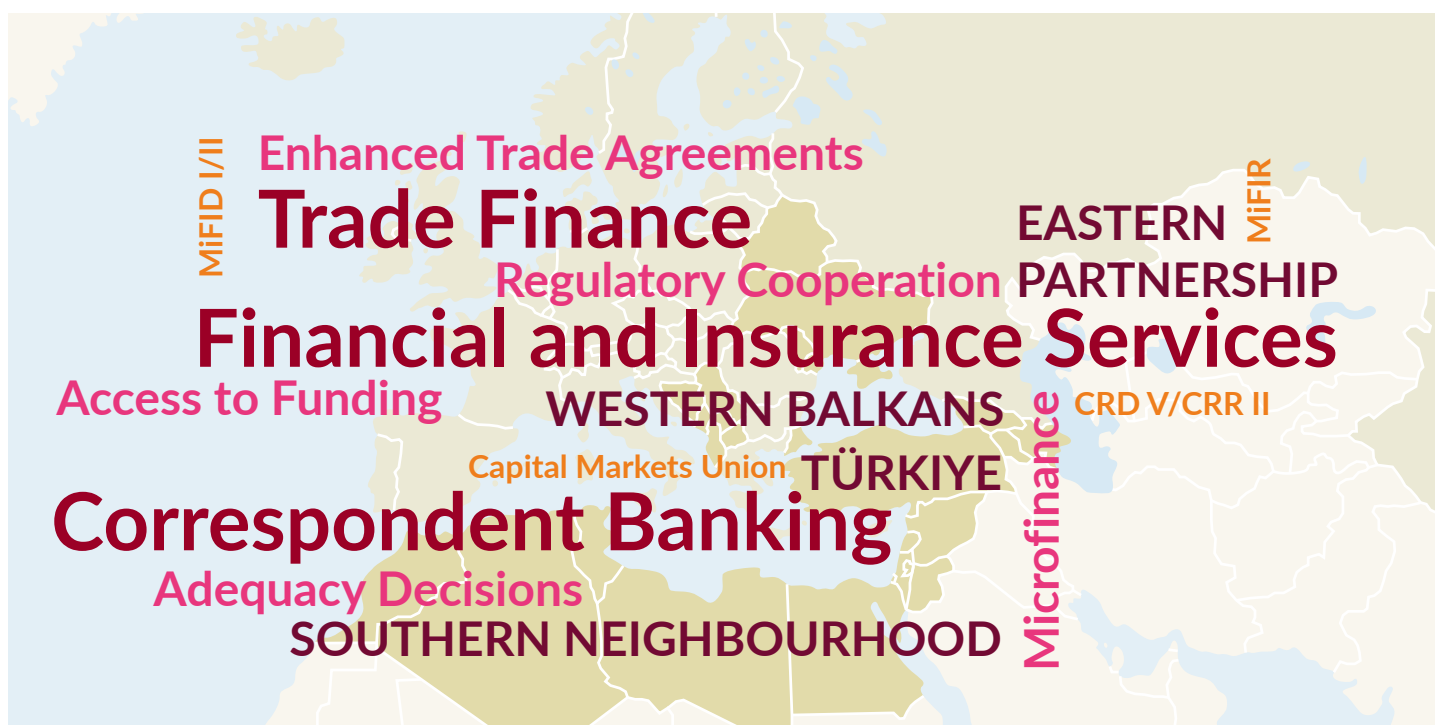 MiFID I/II
Enhanced Trade Agreements
Trade Finance
EASTERN
MiFIR
Regulatory Cooperation
PARTNERSHIP
Financial and Insurance Services
Access to Funding
WESTERN BALKANS
CRD V/CRR II
Microfinance
Capital Markets Union
TÜRKIYE
Correspondent Banking
Adequacy Decisions
SOUTHERN NEIGHBOURHOOD